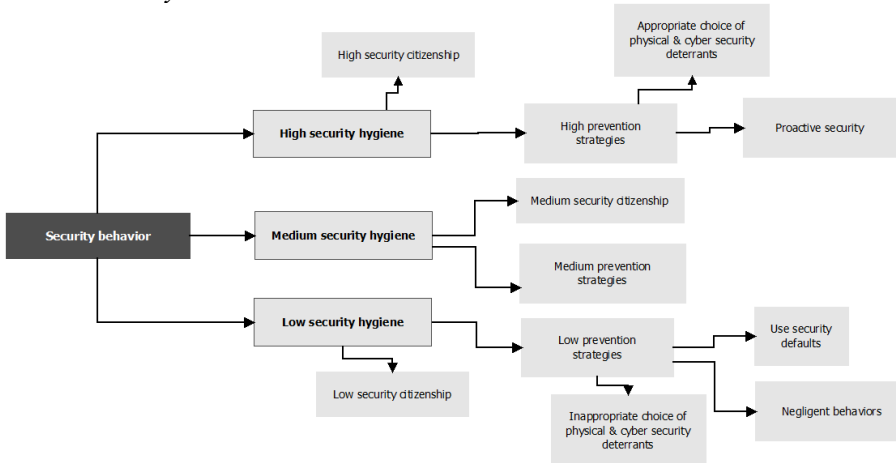 Appropriate choice of
physical & cyber security
deterrants
High security citizenship
High security hygiene
High prevention
strategies
Proactive security
Medium security citizenship
Security behavior
Medium security hygiene
Medium prevention
strategies
Low security hygiene
Low prevention
strategies
Use security
defaults
Low security citizenship
Inappropriate choice of
physical & cyber security
deterrants
Negligent behaviors